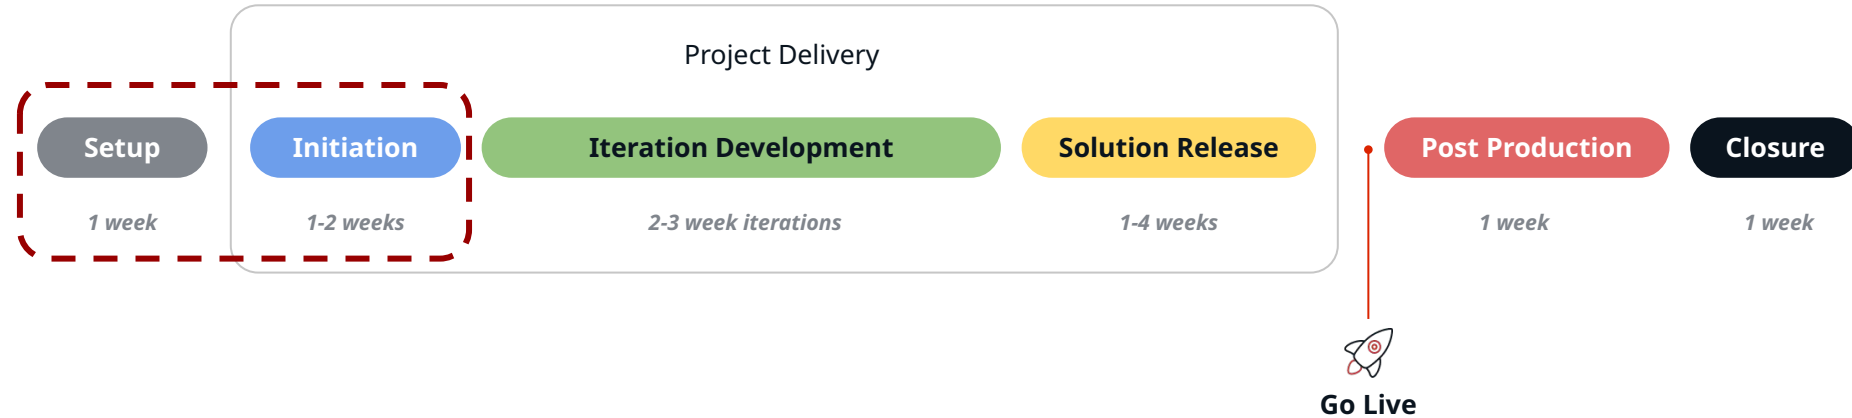 Project Delivery
Setup
Initiation
Iteration Development
Solution Release
Post Production
Closure
1 week
1-2 weeks
2-3 week iterations
1-4 weeks
1 week
1 week
Go Live